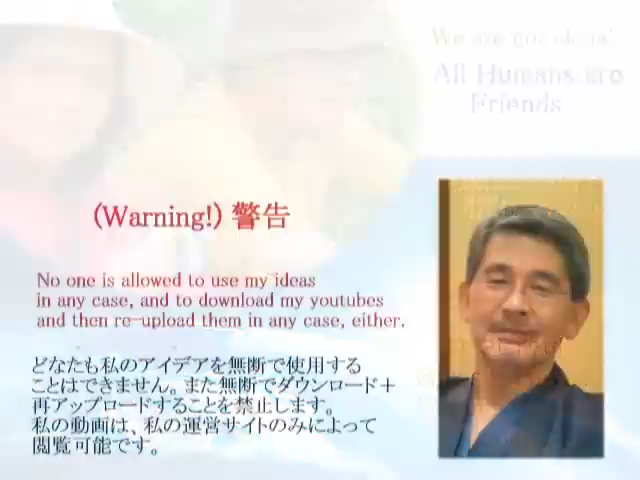 All Humans are
Friends
(Warning!) 警告
No one is allowed to use my ideas
in any case, and to download my youtubes
and then re-upload them in any case, either.
どなたも私のアイデアを無断で使用する
ことはできません。また無断でダウンロード＋
再アップロードすることを禁止します。
私の動画は、私の運営サイトのみによって
閲覧可能です。